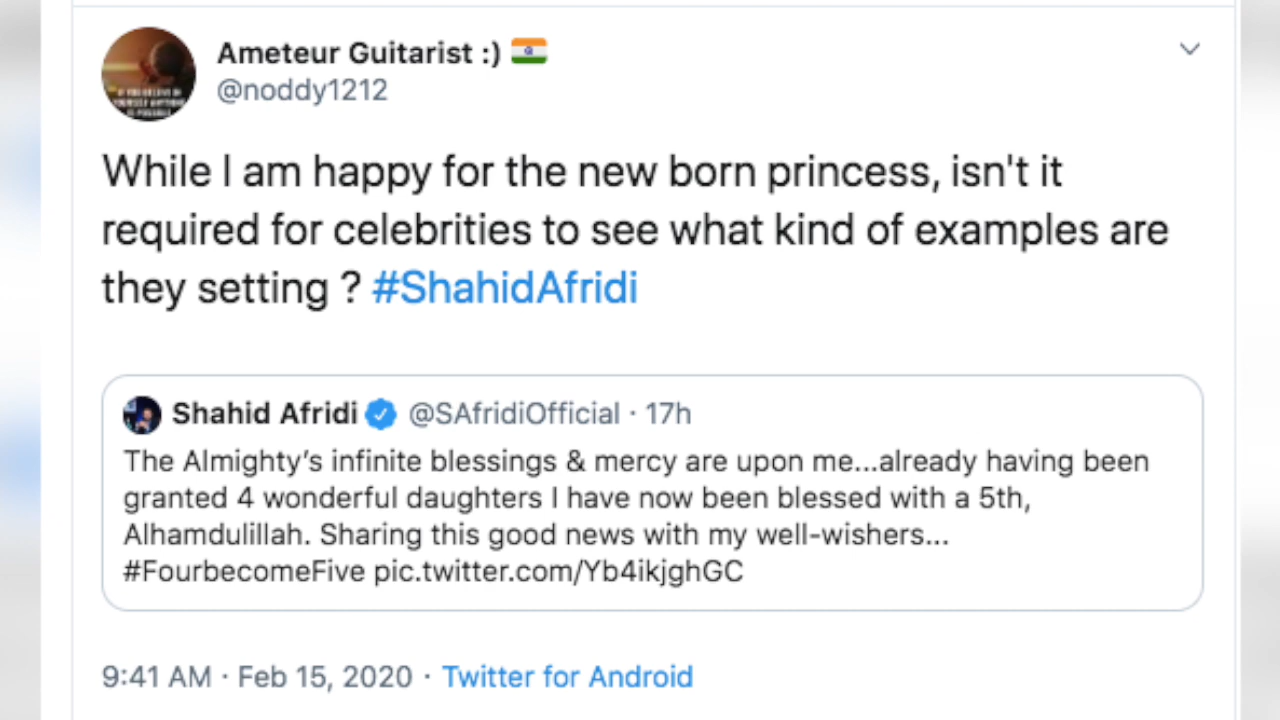 Ameteur Guitarist :)
@noddy1212
While I am happy for the new born princess, isn't it
required for celebrities to see what kind of examples are
they setting ? #ShahidAfridi
Shahid Afridi @SAfridiOfficial · 17h
The Almighty’s infinite blessings & mercy are upon me...already having been
granted 4 wonderful daughters I have now been blessed with a 5th,
Alhamdulillah. Sharing this good news with my well-wishers...
#FourbecomeFive pic.twitter.com/Yb4ikjghGC
9:41 AM · Feb 15, 2020 · Twitter for Android